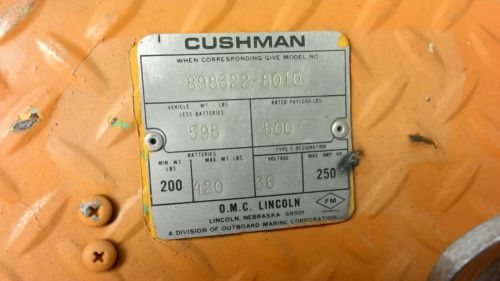 CUSHMAN
WHEN CORRESPONDING GIVE MODEL NO
898322-8010
VEHICLE WT LBS
LESS BATTERIES
RATED PAYLOAD LBS
595
500
BATTERIES
TYPE E DESIGNATION
MIN WT LBS
MAX WT LBS
VOLTAGE
MAX AMP HR
200
420
36
250
O.M.C. LINCOLN
LINCOLN, NEBRASKA 68501
A DIVISION OF OUTBOARD MARINE CORPORATION
FM